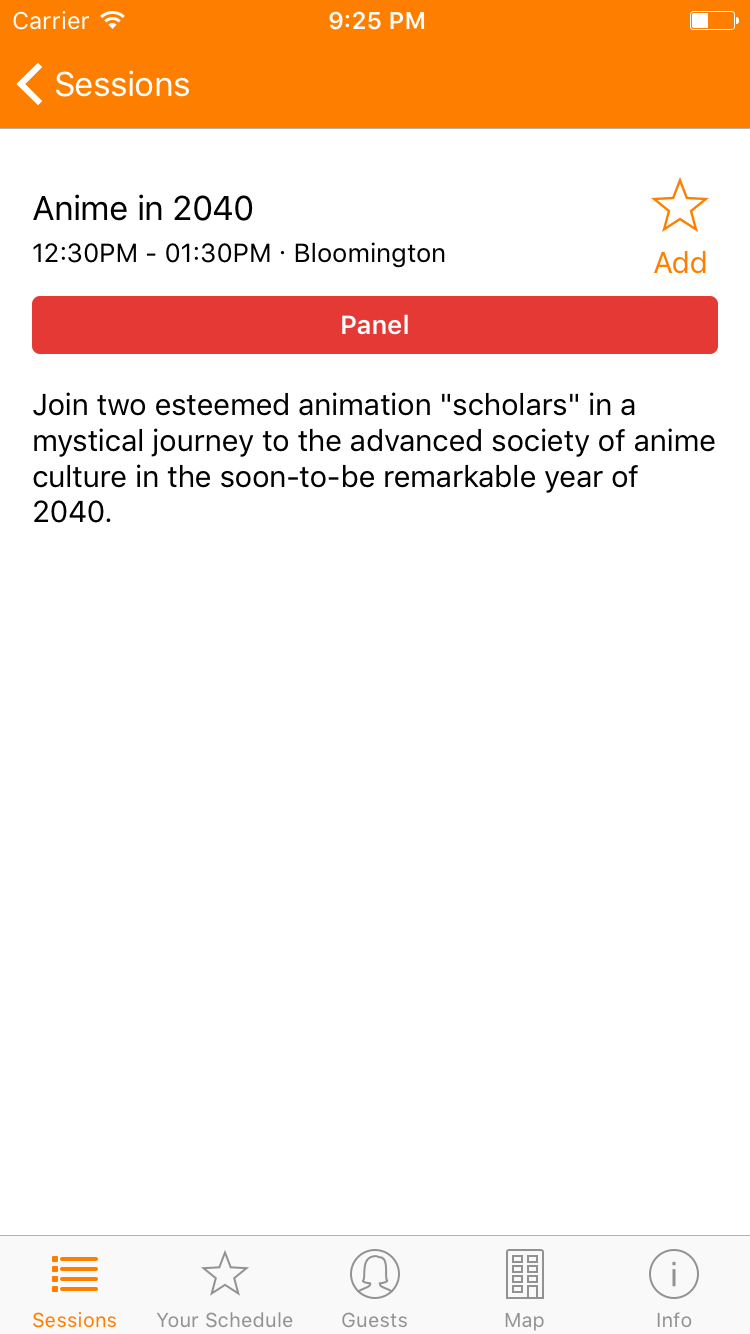 Carrier 9:25 PM
Sessions
Anime in 2040
12:30PM - 01:30PM · Bloomington
Add
Panel
Join two esteemed animation "scholars" in a
mystical journey to the advanced society of anime
culture in the soon-to-be remarkable year of
2040.
Sessions Your Schedule Guests Map Info